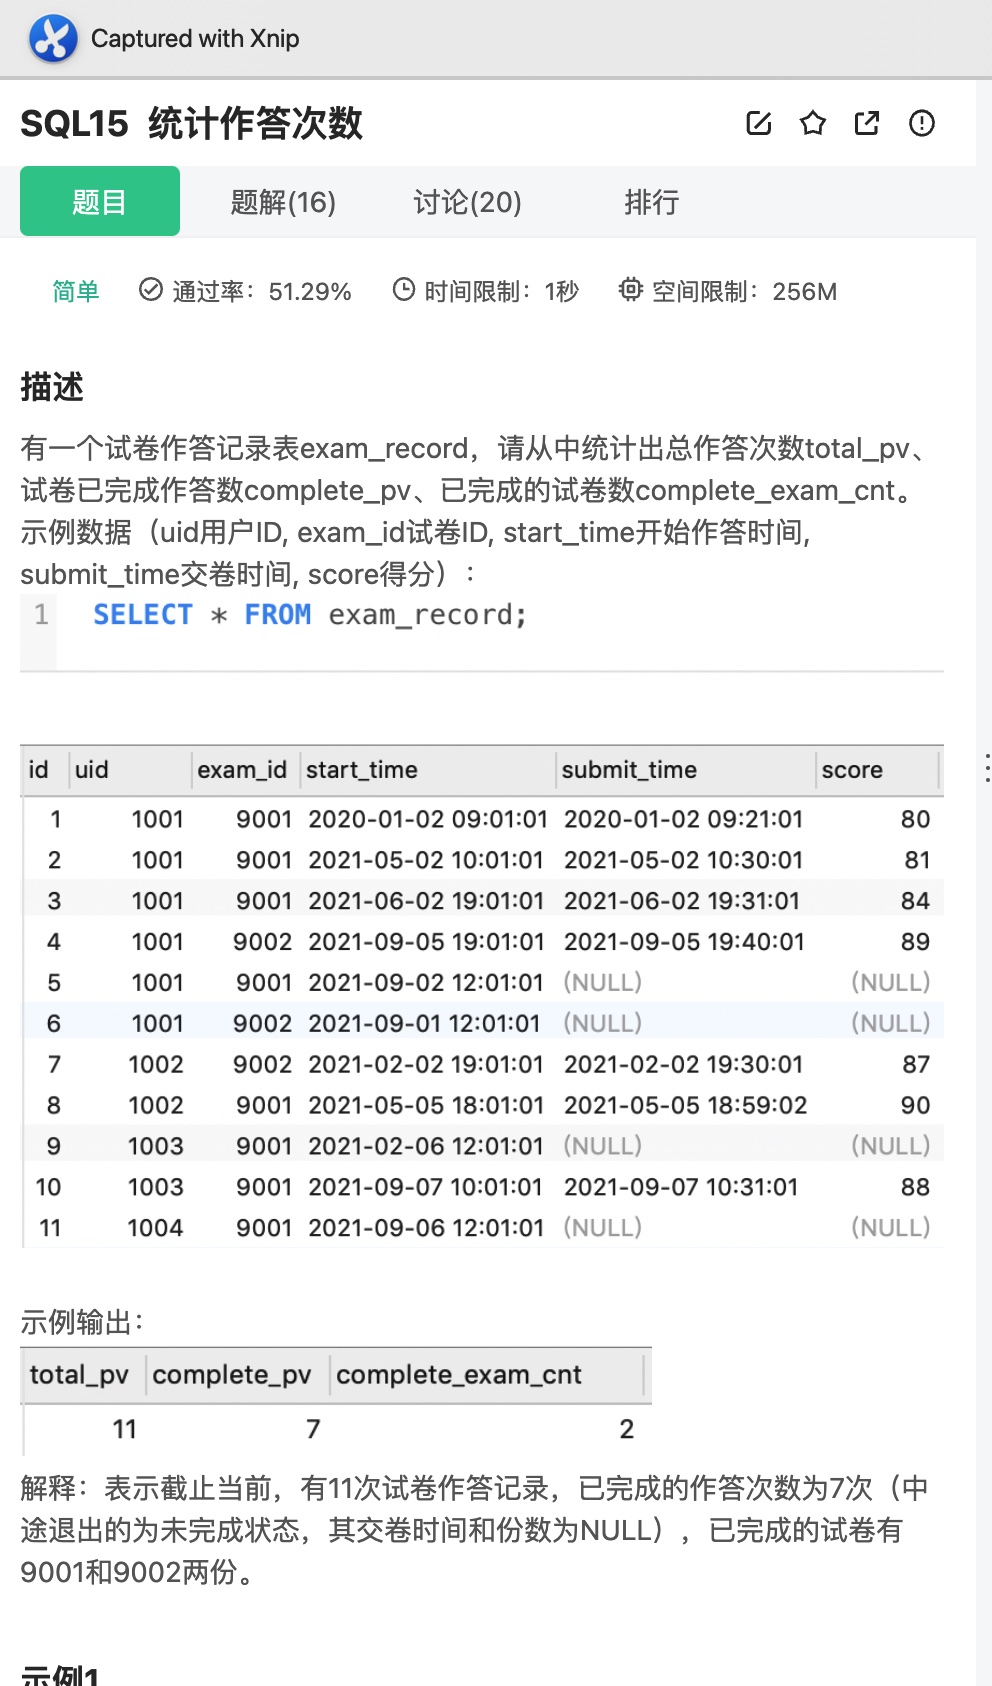 Captured with Xnip
SQL15 统计作答次数
题目 题解(16) 讨论(20) 排行
简单 通过率：51.29% 时间限制：1秒 空间限制：256M
描述
有一个试卷作答记录表exam_record，请从中统计出总作答次数total_pv、
试卷已完成作答数complete_pv、已完成的试卷数complete_exam_cnt。
示例数据（uid用户ID, exam_id试卷ID, start_time开始作答时间,
submit_time交卷时间, score得分）：
1 SELECT * FROM exam_record;
id uid exam_id start_time submit_time score
1 1001 9001 2020-01-02 09:01:01 2020-01-02 09:21:01 80
2 1001 9001 2021-05-02 10:01:01 2021-05-02 10:30:01 81
3 1001 9001 2021-06-02 19:01:01 2021-06-02 19:31:01 84
4 1001 9002 2021-09-05 19:01:01 2021-09-05 19:40:01 89
5 1001 9001 2021-09-02 12:01:01 (NULL) (NULL)
6 1001 9002 2021-09-01 12:01:01 (NULL) (NULL)
7 1002 9002 2021-02-02 19:01:01 2021-02-02 19:30:01 87
8 1002 9001 2021-05-05 18:01:01 2021-05-05 18:59:02 90
9 1003 9001 2021-02-06 12:01:01 (NULL) (NULL)
10 1003 9001 2021-09-07 10:01:01 2021-09-07 10:31:01 88
11 1004 9001 2021-09-06 12:01:01 (NULL) (NULL)
示例输出：
total_pv complete_pv complete_exam_cnt
11 7 2
解释：表示截止当前，有11次试卷作答记录，已完成的作答次数为7次（中
途退出的为未完成状态，其交卷时间和份数为NULL），已完成的试卷有
9001和9002两份。
示例1